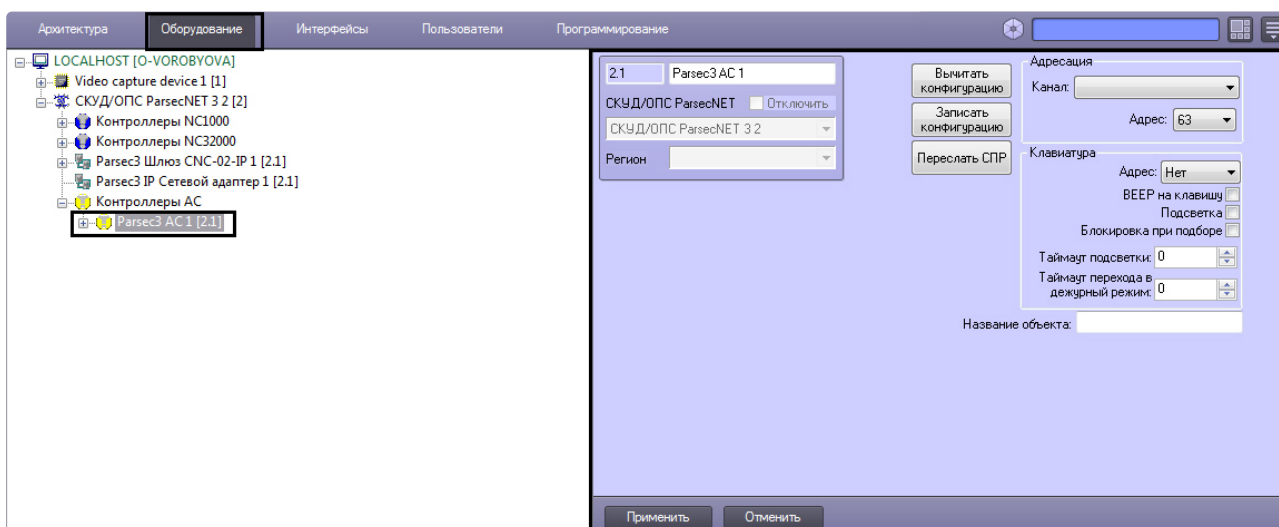 Архитектура Оборудование Интерфейсы Пользователи Программирование
LOCALHOST [O-VOROBYOVA]
Video capture device 1 [1]
СКУД/ОПС ParsecNET 3 2 [2]
Контроллеры NC1000
Контроллеры NC32000
Parsec3 Шлюз CNC-02-IP 1 [2.1]
Parsec3 IP Сетевой адаптер 1 [2.1]
Контроллеры AC
Parsec3 AC 1 [2.1]
2.1 Parsec3 AC 1
СКУД/ОПС ParsecNET Отключить
СКУД/ОПС ParsecNET 3 2
Регион
Вычитать
конфигурацию
Записать
конфигурацию
Переслать СПР
Адресация
Канал:
Адрес: 63
Клавиатура
Адрес: Нет
BEEP на клавишу
Подсветка
Блокировка при подборе
Таймаут подсветки: 0
Таймаут перехода в
дежурный режим: 0
Название объекта:
Применить Отменить